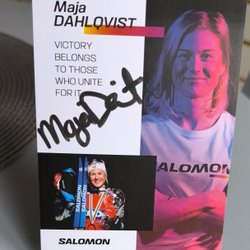 Maja
DAHLQVIST
VICTORY
BELONGS
TO THOSE
WHO UNITE
FOR IT
SALOMON
SALOMON